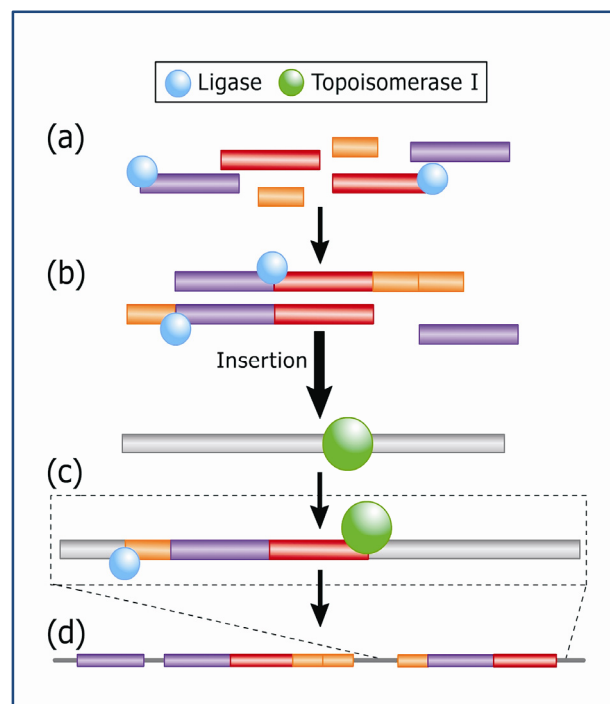 Ligase Topoisomerase I
(a)
(b)
Insertion
(c)
(d)